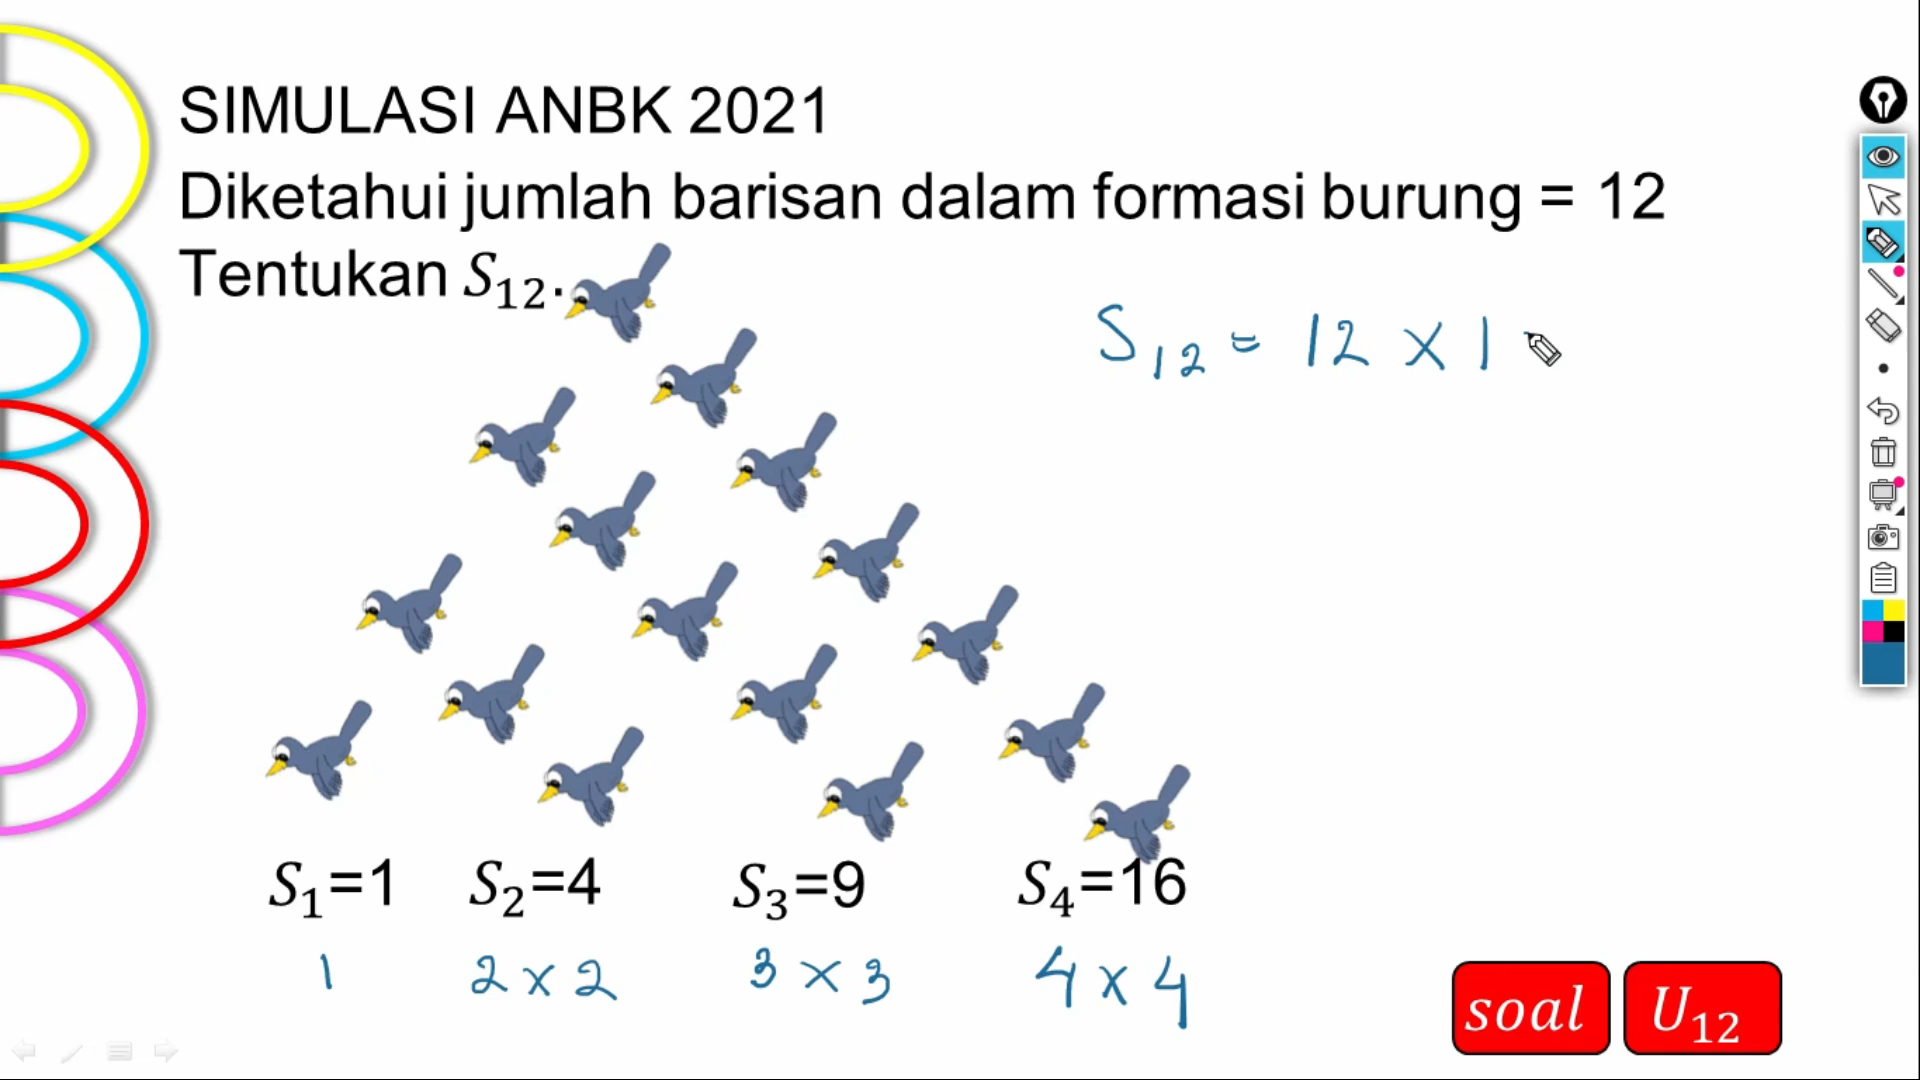 SIMULASI ANBK 2021
Diketahui jumlah barisan dalam formasi burung = 12
Tentukan S₁₂.
S₁₂ = 12 × 1
S₁=1 S₂=4 S₃=9 S₄=16
1 2 × 2 3 × 3 4 × 4
soal U₁₂